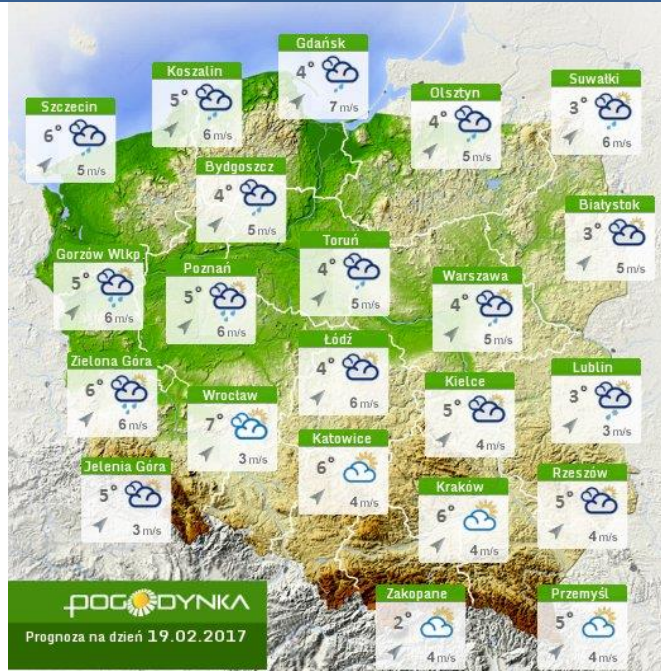 Gdańsk
4°
7 m/s
Koszalin
5°
6 m/s
Suwałki
3°
6 m/s
Olsztyn
4°
5 m/s
Szczecin
6°
5 m/s
Bydgoszcz
4°
5 m/s
Białystok
3°
5 m/s
Toruń
4°
5 m/s
Gorzów Wlkp.
5°
6 m/s
Poznań
5°
6 m/s
Warszawa
4°
5 m/s
Łódź
4°
6 m/s
Zielona Góra
6°
6 m/s
Lublin
3°
3 m/s
Kielce
5°
4 m/s
Wrocław
7°
3 m/s
Katowice
6°
4 m/s
Jelenia Góra
5°
3 m/s
Rzeszów
5°
4 m/s
Kraków
6°
4 m/s
Zakopane
2°
4 m/s
Przemyśl
5°
4 m/s
POGODYNKA
Prognoza na dzień 19.02.2017